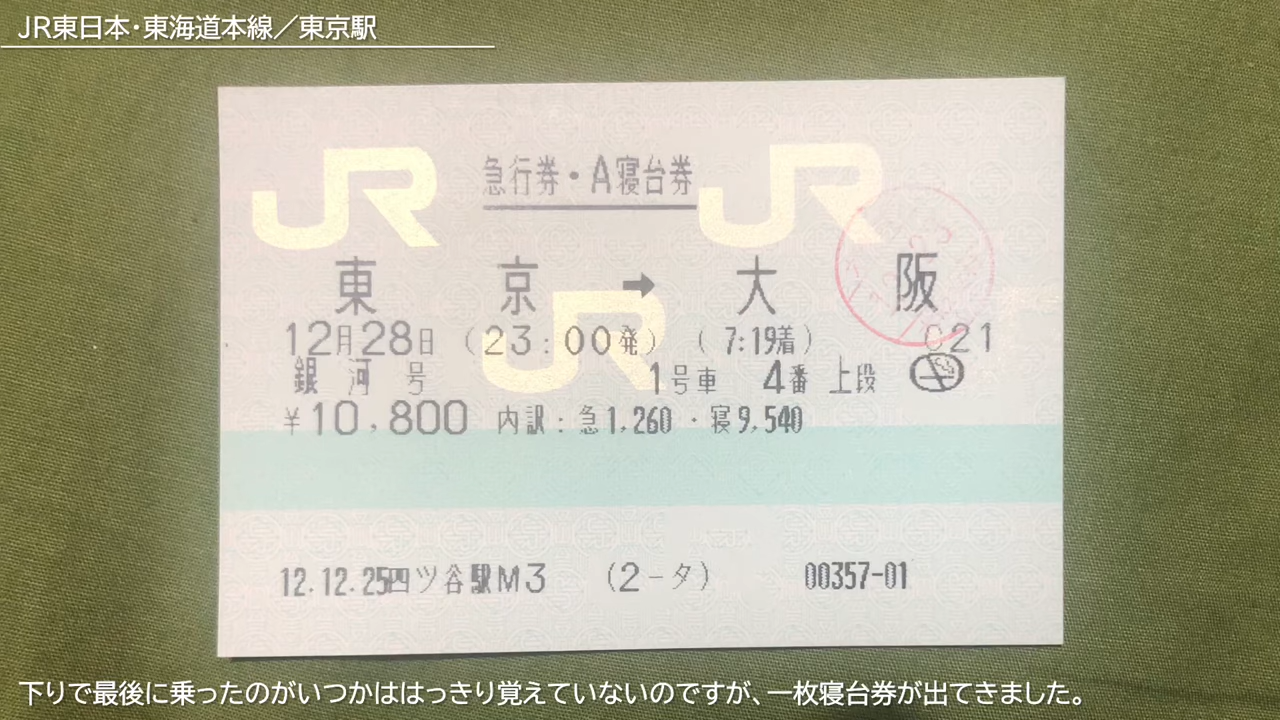 JR東日本・東海道本線／東京駅
急行券・A寝台券
東京→大阪
12月28日（23:00発）（7:19着） C21
銀河号 1号車 4番 上段
￥10,800 内訳：急1,260・寝9,540
12.12.25四ツ谷駅M3 （2-タ） 00357-01
下りで最後に乗ったのがいつかははっきり覚えていないのですが、一枚寝台券が出てきました。